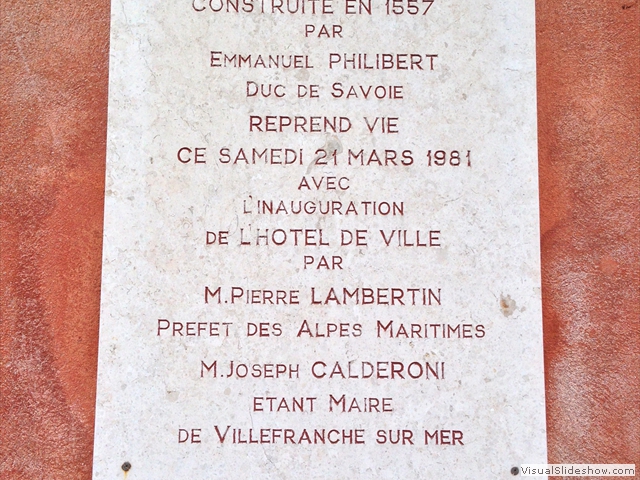 CONSTRUITE EN 1557
PAR
EMMANUEL PHILIBERT
DUC DE SAVOIE
REPREND VIE
CE SAMEDI 21 MARS 1981
AVEC
L'INAUGURATION
DE L'HOTEL DE VILLE
PAR
M.PIERRE LAMBERTIN
PREFET DES ALPES MARITIMES
M.JOSEPH CALDERONI
ETANT MAIRE
DE VILLEFRANCHE SUR MER
VisualSlideshow.com